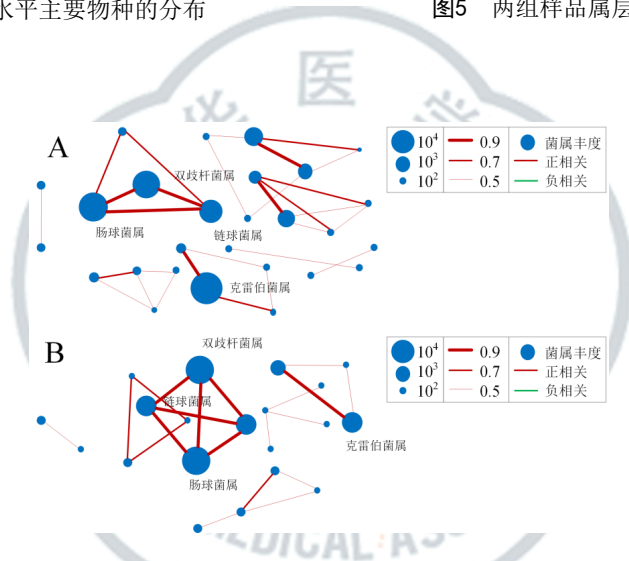 水平主要物种的分布
图5 两组样品属层
医
A
双歧杆菌属
肠球菌属
链球菌属
克雷伯菌属
10⁴ 0.9 菌属丰度
10³ 0.7 正相关
10² 0.5 负相关
B
双歧杆菌属
链球菌属
肠球菌属
克雷伯菌属
10⁴ 0.9 菌属丰度
10³ 0.7 正相关
10² 0.5 负相关
MEDICAL AS